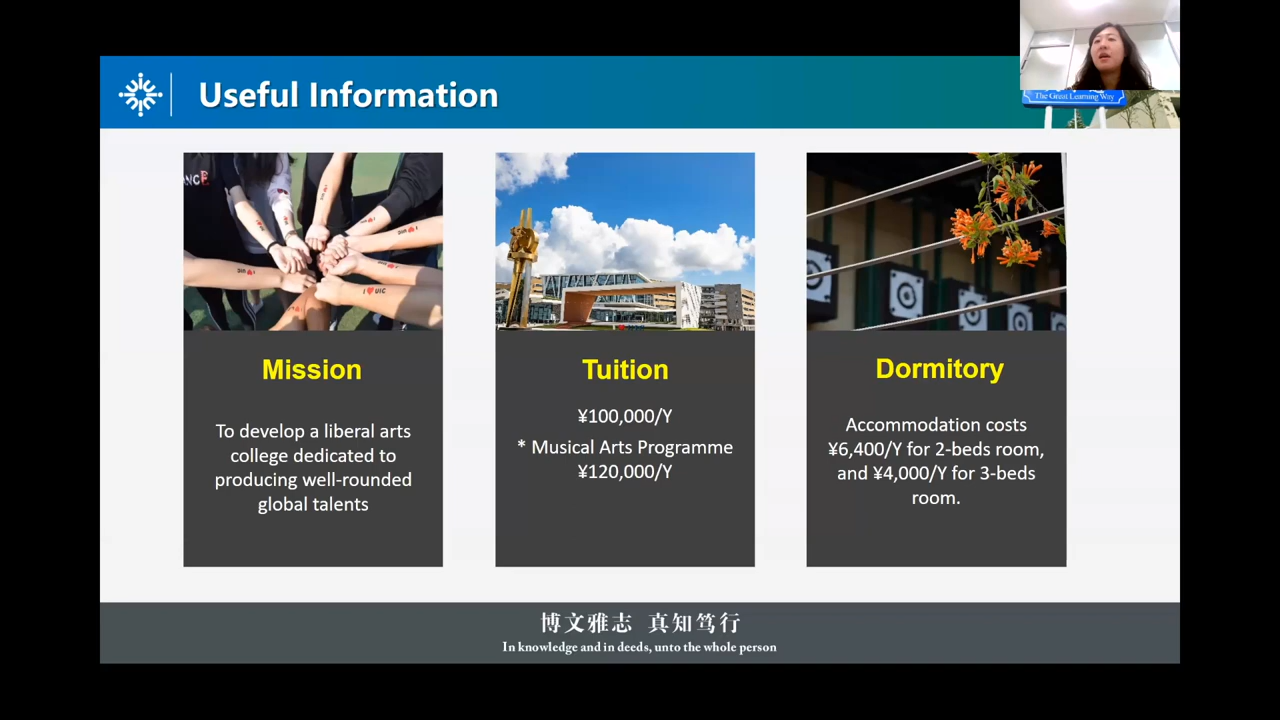 UIC
Useful Information
The Great Learning Way
I ❤ UIC
Mission
To develop a liberal arts
college dedicated to
producing well-rounded
global talents
Tuition
¥100,000/Y
* Musical Arts Programme
¥120,000/Y
Dormitory
Accommodation costs
¥6,400/Y for 2-beds room,
and ¥4,000/Y for 3-beds
room.
博文雅志 真知笃行
In knowledge and in deeds, unto the whole person